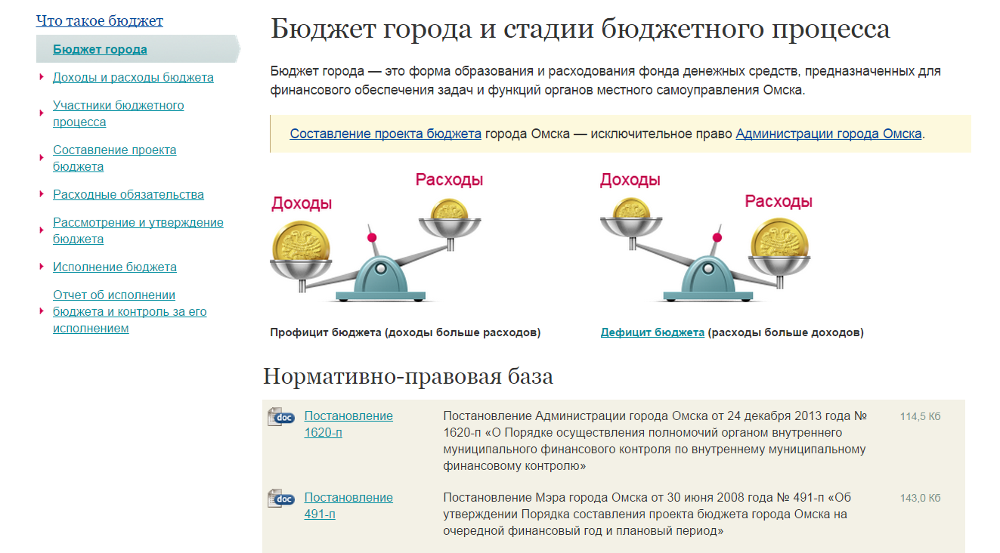 Что такое бюджет
Бюджет города
Доходы и расходы бюджета
Участники бюджетного
процесса
Составление проекта
бюджета
Расходные обязательства
Рассмотрение и утверждение
бюджета
Исполнение бюджета
Отчет об исполнении
бюджета и контроль за его
исполнением
Бюджет города и стадии бюджетного процесса
Бюджет города — это форма образования и расходования фонда денежных средств, предназначенных для
финансового обеспечения задач и функций органов местного самоуправления Омска.
Составление проекта бюджета города Омска — исключительное право Администрации города Омска.
Доходы
Расходы
Доходы
Расходы
Профицит бюджета (доходы больше расходов)
Дефицит бюджета (расходы больше доходов)
Нормативно-правовая база
doc
Постановление
1620-п
Постановление Администрации города Омска от 24 декабря 2013 года №
1620-п «О Порядке осуществления полномочий органом внутреннего
муниципального финансового контроля по внутреннему муниципальному
финансовому контролю»
114,5 Кб
doc
Постановление
491-п
Постановление Мэра города Омска от 30 июня 2008 года № 491-п «Об
утверждении Порядка составления проекта бюджета города Омска на
очередной финансовый год и плановый период»
143,0 Кб